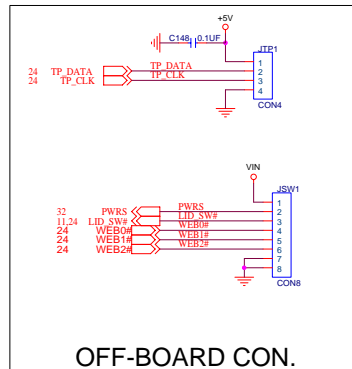 +5V
C148 0.1UF
JTP1
24 TP_DATA TP_DATA 1
24 TP_CLK TP_CLK 2
3
4
CON4
VIN
JSW1
1
32 PWRS PWRS 2
11,24 LID_SW# LID_SW# 3
24 WEB0# WEB0# 4
24 WEB1# WEB1# 5
24 WEB2# WEB2# 6
7
8
CON8
OFF-BOARD CON.